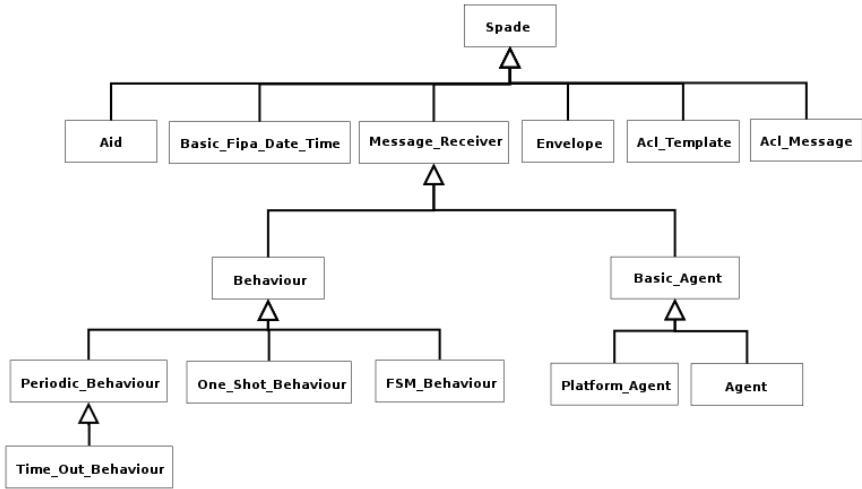 Spade
Aid
Basic_Fipa_Date_Time
Message_Receiver
Envelope
Acl_Template
Acl_Message
Behaviour
Basic_Agent
Periodic_Behaviour
One_Shot_Behaviour
FSM_Behaviour
Platform_Agent
Agent
Time_Out_Behaviour